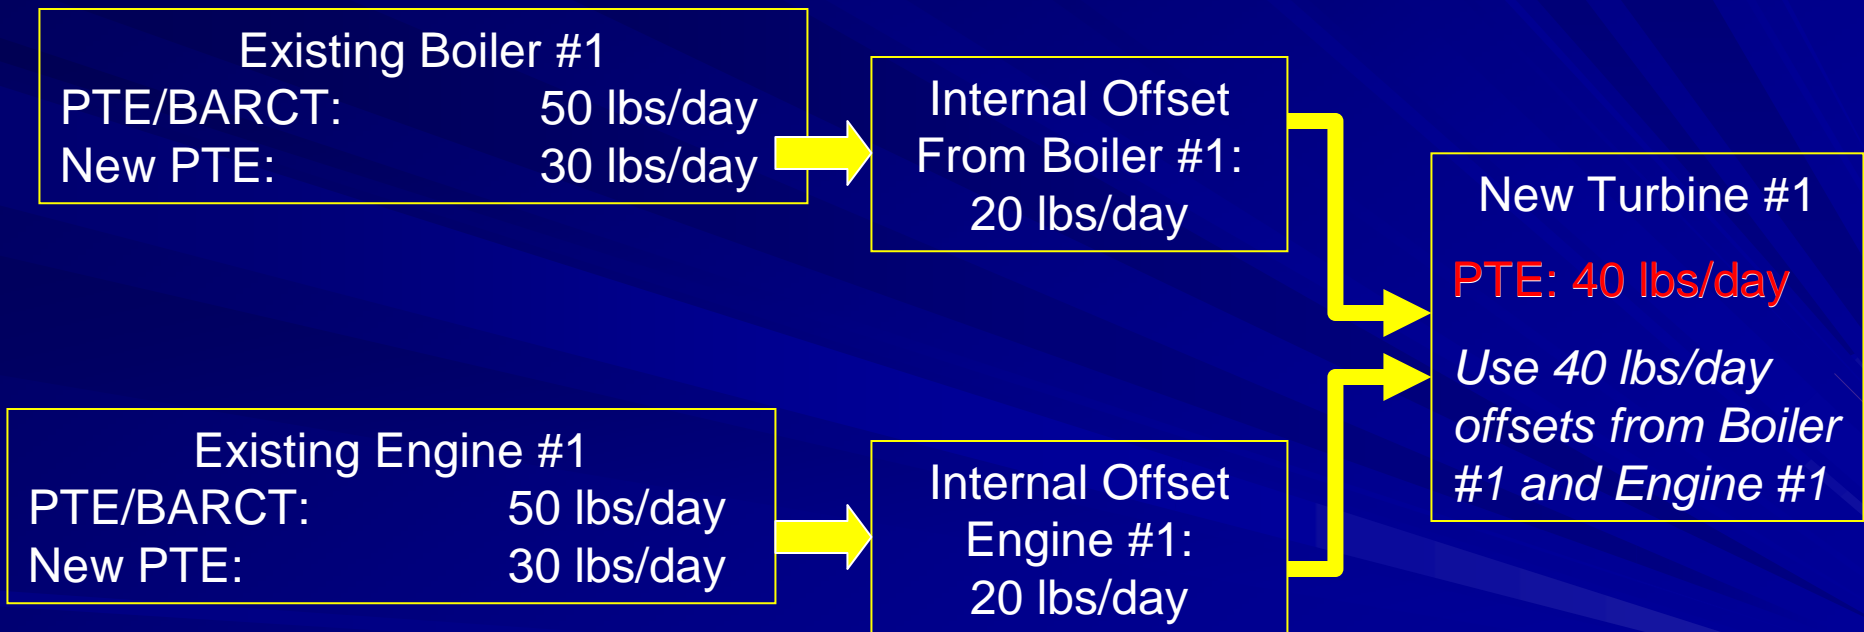 Existing Boiler #1
PTE/BARCT: 50 lbs/day
New PTE: 30 lbs/day
Internal Offset
From Boiler #1:
20 lbs/day
New Turbine #1
PTE: 40 lbs/day
Use 40 lbs/day
offsets from Boiler
#1 and Engine #1
Existing Engine #1
PTE/BARCT: 50 lbs/day
New PTE: 30 lbs/day
Internal Offset
Engine #1:
20 lbs/day